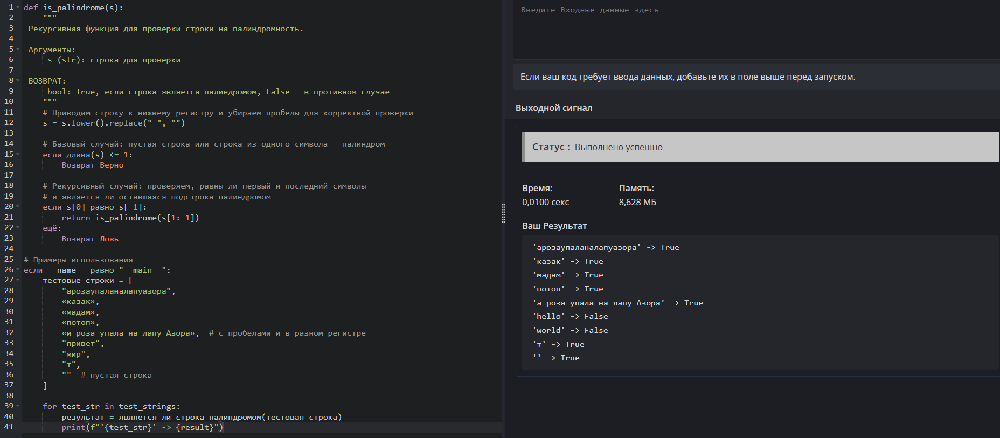 1 def is_palindrome(s):
2 """
3 Рекурсивная функция для проверки строки на палиндромность.
4
5 Аргументы:
6 s (str): строка для проверки
7
8 ВОЗВРАТ:
9 bool: True, если строка является палиндромом, False — в противном случае
10 """
11 # Приводим строку к нижнему регистру и убираем пробелы для корректной проверки
12 s = s.lower().replace(" ", "")
13
14 # Базовый случай: пустая строка или строка из одного символа — палиндром
15 если длина(s) <= 1:
16 Возврат Верно
17
18 # Рекурсивный случай: проверяем, равны ли первый и последний символы
19 # и является ли оставшаяся подстрока палиндромом
20 если s[0] равно s[-1]:
21 return is_palindrome(s[1:-1])
22 ещё:
23 Возврат Ложь
24
25 # Примеры использования
26 если __name__ равно "__main__":
27 тестовые строки = [
28 "арозаупаланалапуазора",
29 «казак»,
30 «мадам»,
31 «потоп»,
32 «и роза упала на лапу Азора», # с пробелами и в разном регистре
33 "привет",
34 "мир",
35 "т",
36 "" # пустая строка
37 ]
38
39 for test_str in test_strings:
40 результат = является_ли_строка_палиндромом(тестовая_строка)
41 print(f"'{test_str}' -> {result}")
Введите Входные данные здесь
Если ваш код требует ввода данных, добавьте их в поле выше перед запуском.
Выходной сигнал
Статус : Выполнено успешно
Время: Память:
0,0100 секс 8,628 МБ
Ваш Результат
'арозаупаланалапуазора' -> True
'казак' -> True
'мадам' -> True
'потоп' -> True
'а роза упала на лапу Азора' -> True
'hello' -> False
'world' -> False
'т' -> True
'' -> True